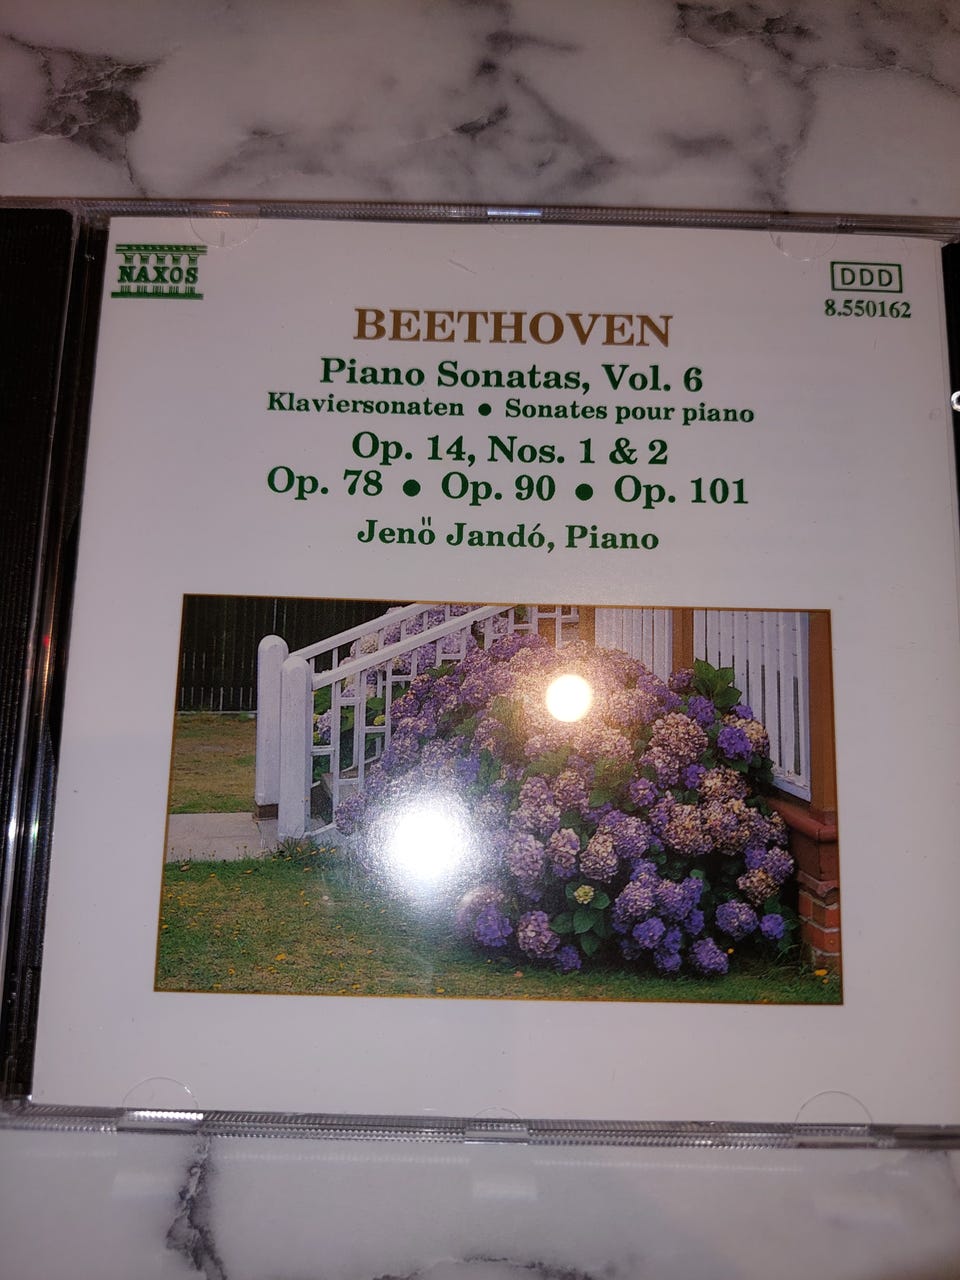 NAXOS
DDD
8.550162
BEETHOVEN
Piano Sonatas, Vol. 6
Klaviersonaten • Sonates pour piano
Op. 14, Nos. 1 & 2
Op. 78 • Op. 90 • Op. 101
Jenö Jandó, Piano